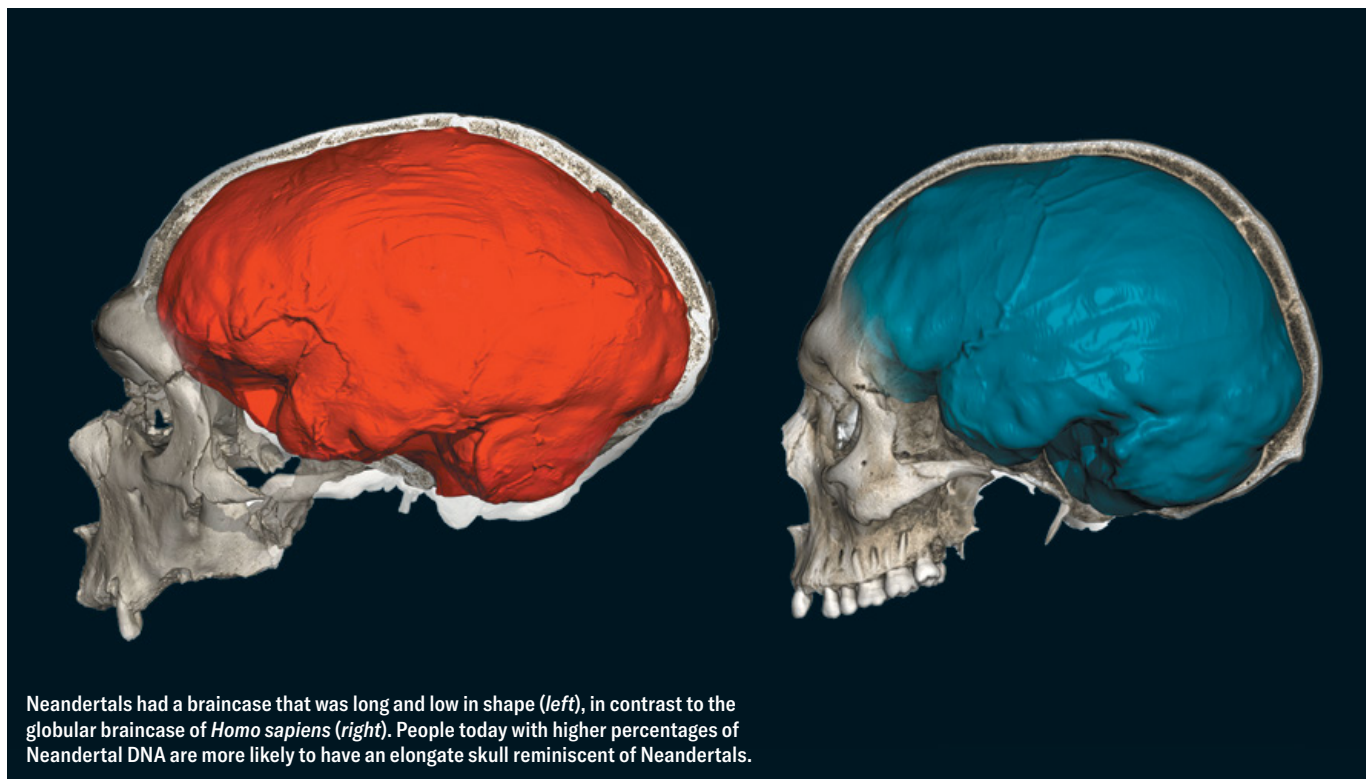 Neandertals had a braincase that was long and low in shape (left), in contrast to the
globular braincase of Homo sapiens (right). People today with higher percentages of
Neandertal DNA are more likely to have an elongate skull reminiscent of Neandertals.